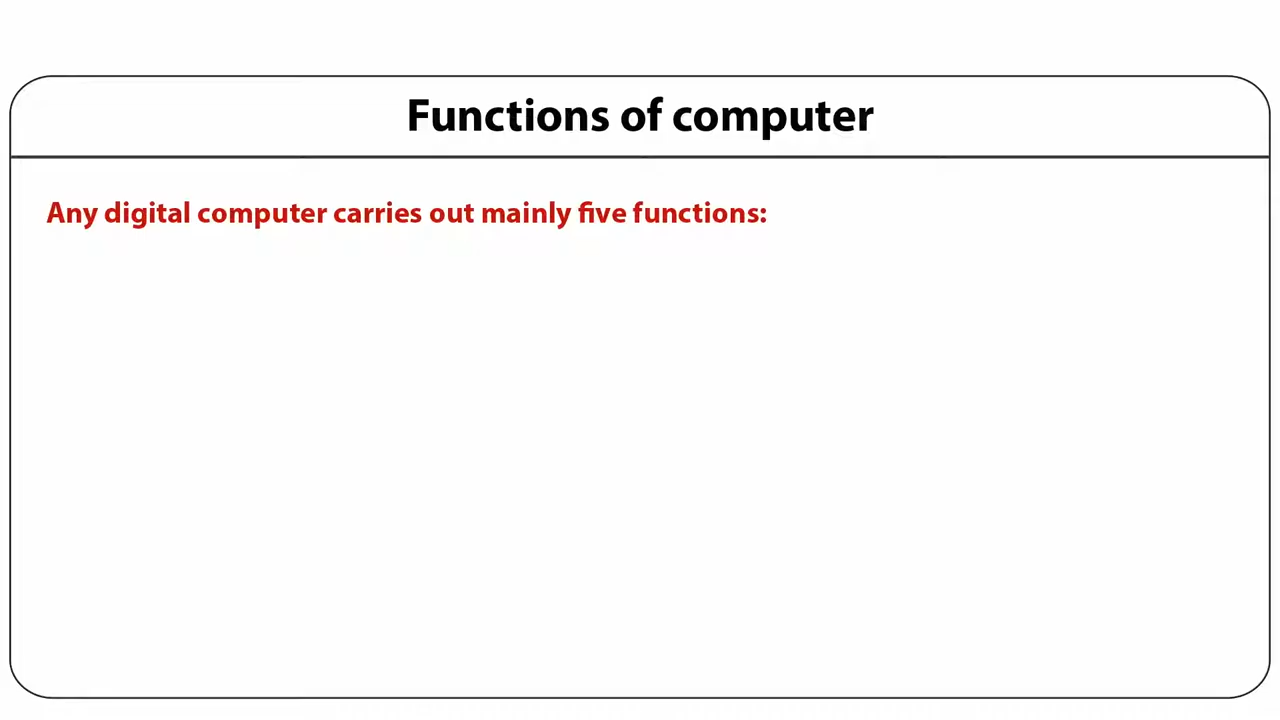 Functions of computer
Any digital computer carries out mainly five functions: